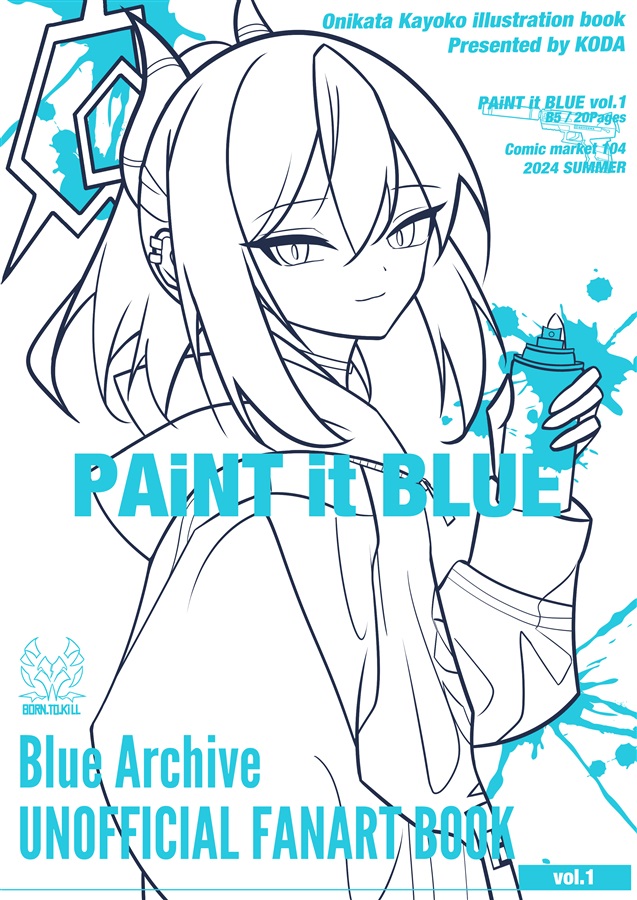 Onikata Kayoko illustration book
Presented by KODA
PAiNT it BLUE vol.1
B5 / 20Pages
Comic market 104
2024 SUMMER
PAiNT it BLUE
BORN.TO.KILL
Blue Archive
UNOFFICIAL FANART BOOK
vol.1